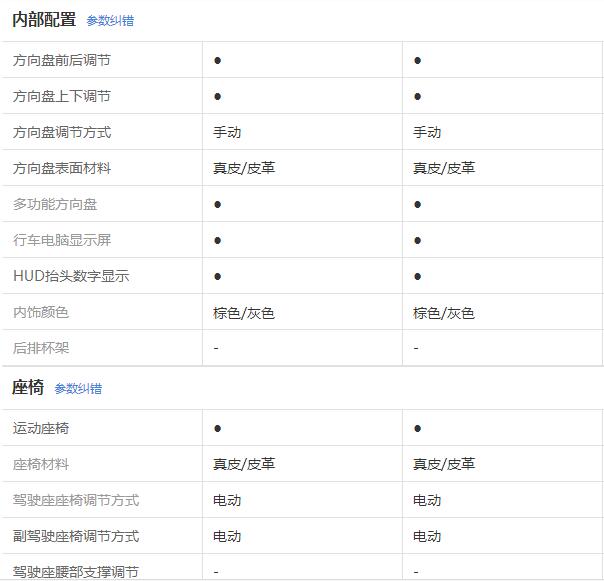 内部配置 参数纠错
方向盘前后调节 ● ●
方向盘上下调节 ● ●
方向盘调节方式 手动 手动
方向盘表面材料 真皮/皮革 真皮/皮革
多功能方向盘 ● ●
行车电脑显示屏 ● ●
HUD抬头数字显示 ● ●
内饰颜色 棕色/灰色 棕色/灰色
后排杯架 - -
座椅 参数纠错
运动座椅 ● ●
座椅材料 真皮/皮革 真皮/皮革
驾驶座座椅调节方式 电动 电动
副驾驶座椅调节方式 电动 电动
驾驶座腰部支撑调节 - -